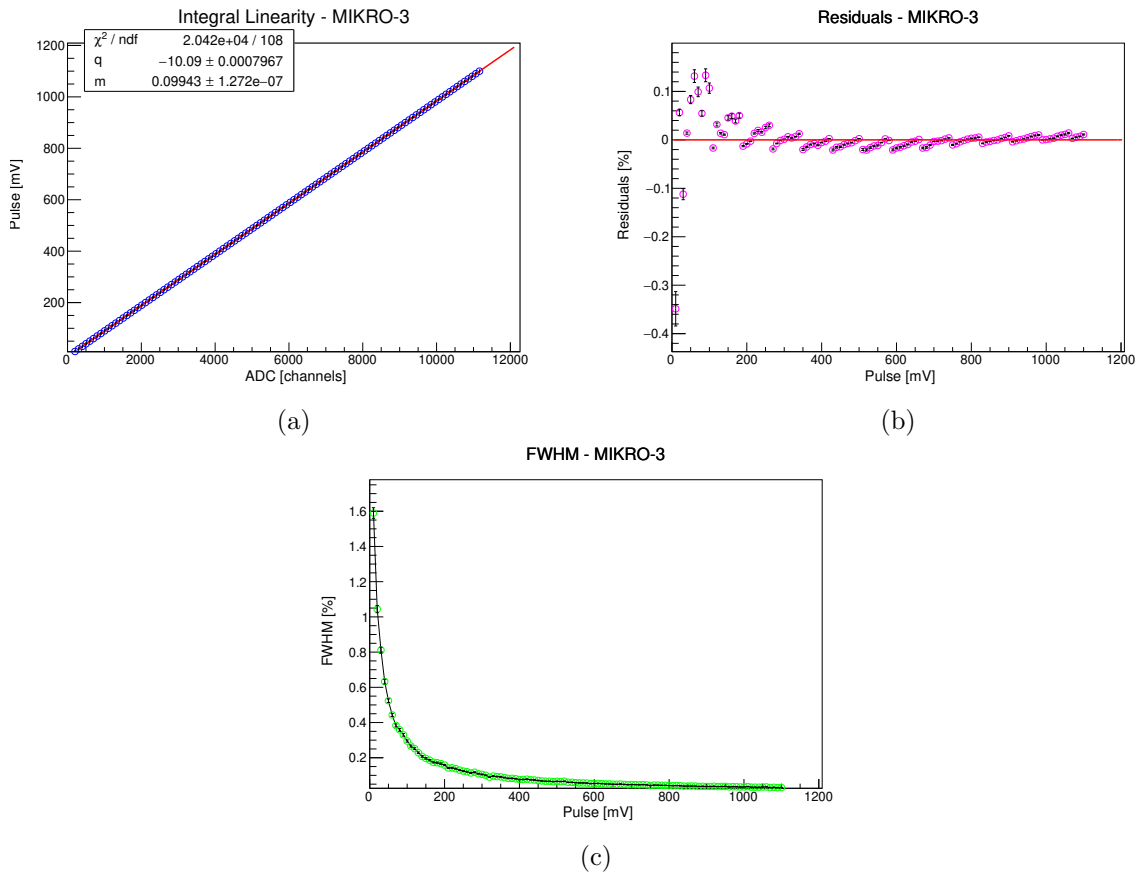 Integral Linearity - MIKRO-3
χ² / ndf 2.042e+04 / 108
q −10.09 ± 0.0007967
m 0.09943 ± 1.272e−07
Pulse [mV]
1200
1000
800
600
400
200
0 2000 4000 6000 8000 10000 12000
ADC [channels]
(a)
Residuals - MIKRO-3
Residuals [%]
0.1
0
−0.1
−0.2
−0.3
−0.4
0 200 400 600 800 1000 1200
Pulse [mV]
(b)
FWHM - MIKRO-3
FWHM [%]
1.6
1.4
1.2
1
0.8
0.6
0.4
0.2
0 200 400 600 800 1000 1200
Pulse [mV]
(c)